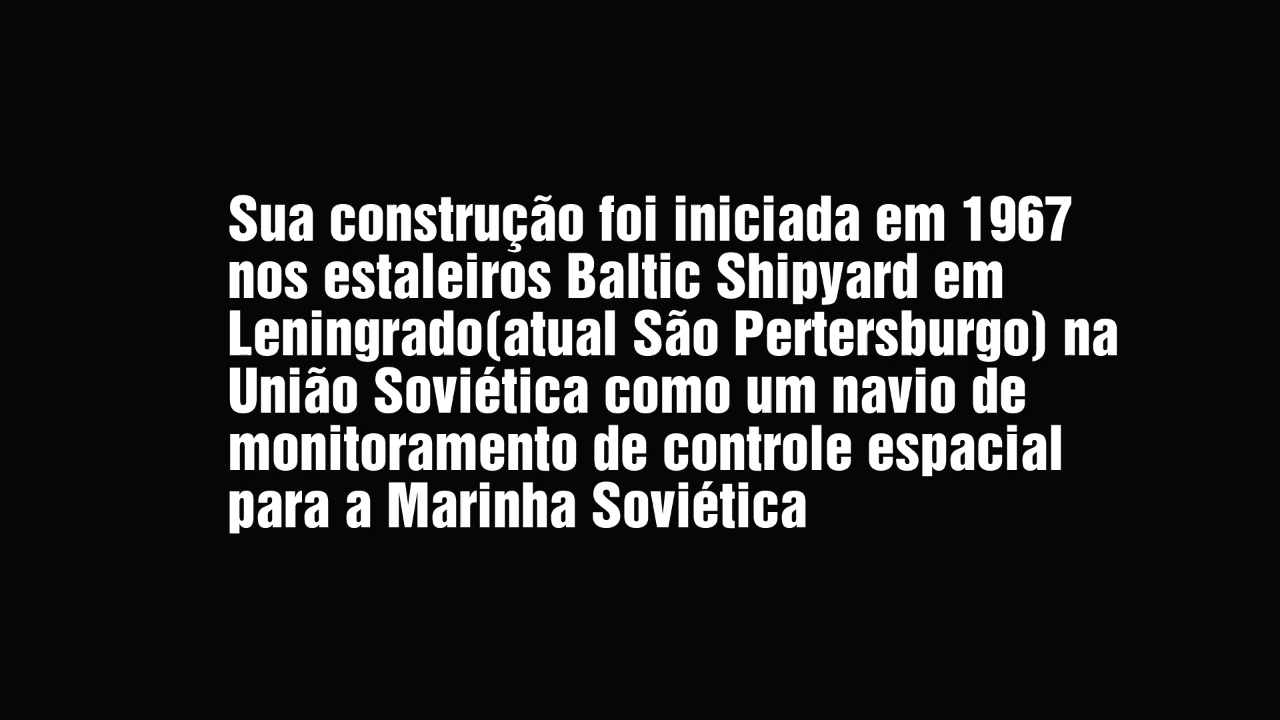 Sua construção foi iniciada em 1967
nos estaleiros Baltic Shipyard em
Leningrado(atual São Pertersburgo) na
União Soviética como um navio de
monitoramento de controle espacial
para a Marinha Soviética